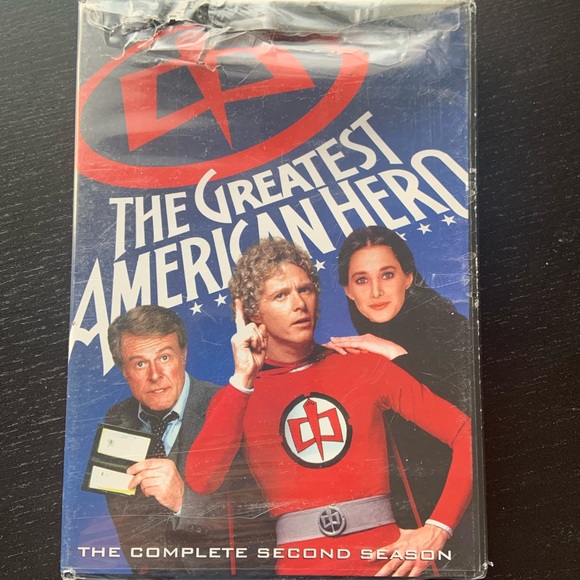 THE GREATEST
AMERICAN HERO
THE COMPLETE SECOND SEASON